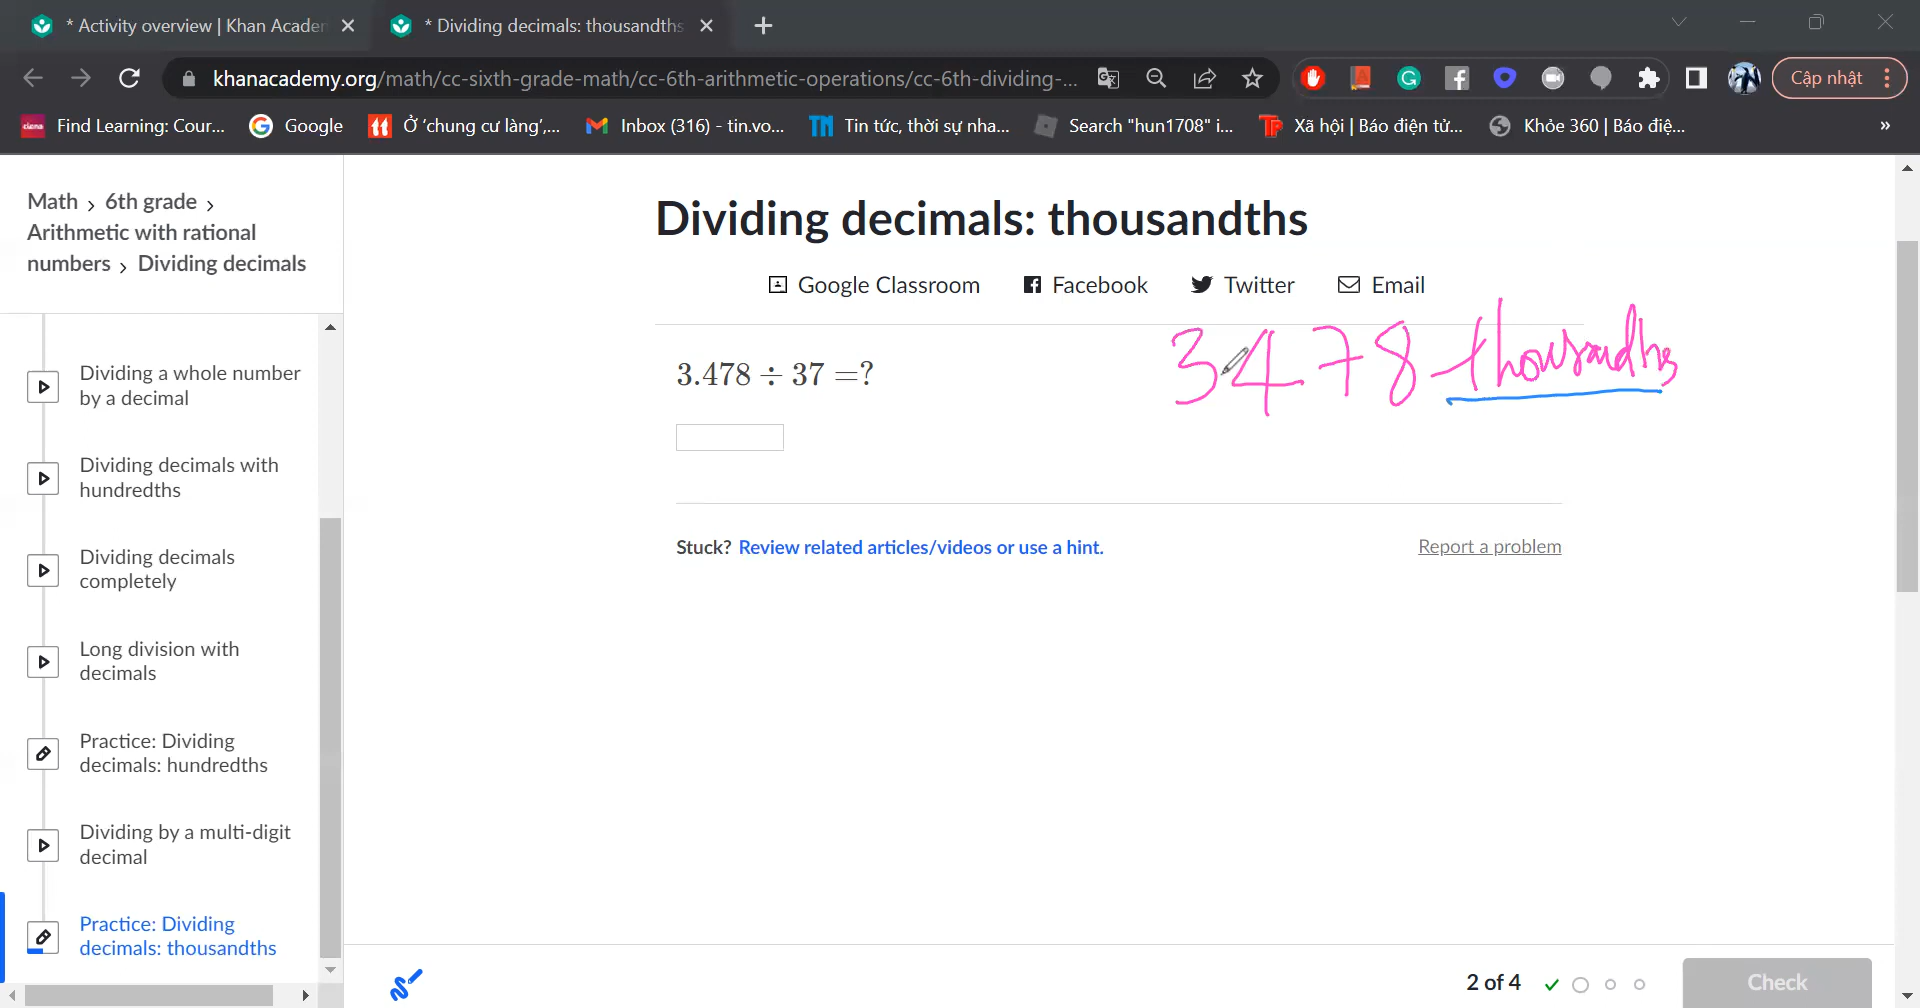 * Activity overview | Khan Acader
* Dividing decimals: thousandths
khanacademy.org/math/cc-sixth-grade-math/cc-6th-arithmetic-operations/cc-6th-dividing-...
Cập nhật
ciena Find Learning: Cour...
Google
Ở ‘chung cư làng’,...
Inbox (316) - tin.vo...
TN Tin tức, thời sự nha...
Search "hun1708" i...
Xã hội | Báo điện tử...
Khỏe 360 | Báo điệ...
»
Math > 6th grade >
Arithmetic with rational
numbers > Dividing decimals
Dividing a whole number
by a decimal
Dividing decimals with
hundredths
Dividing decimals
completely
Long division with
decimals
Practice: Dividing
decimals: hundredths
Dividing by a multi-digit
decimal
Practice: Dividing
decimals: thousandths
Dividing decimals: thousandths
Google Classroom Facebook Twitter Email
3478 thousandths
3.478 ÷ 37 =?
Stuck? Review related articles/videos or use a hint.
Report a problem
2 of 4
Check